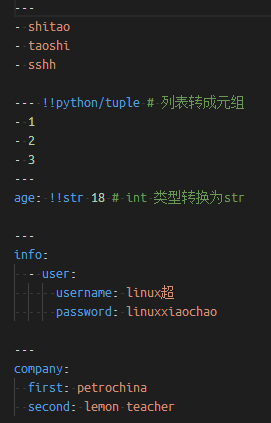 ---
- shitao
- taoshi
- sshh
--- !!python/tuple # 列表转成元组
- 1
- 2
- 3
---
age: !!str 18 # int 类型转换为str
---
info:
  - user:
      username: linux超
      password: linuxxiaochao
---
company:
  first: petrochina
  second: lemon teacher